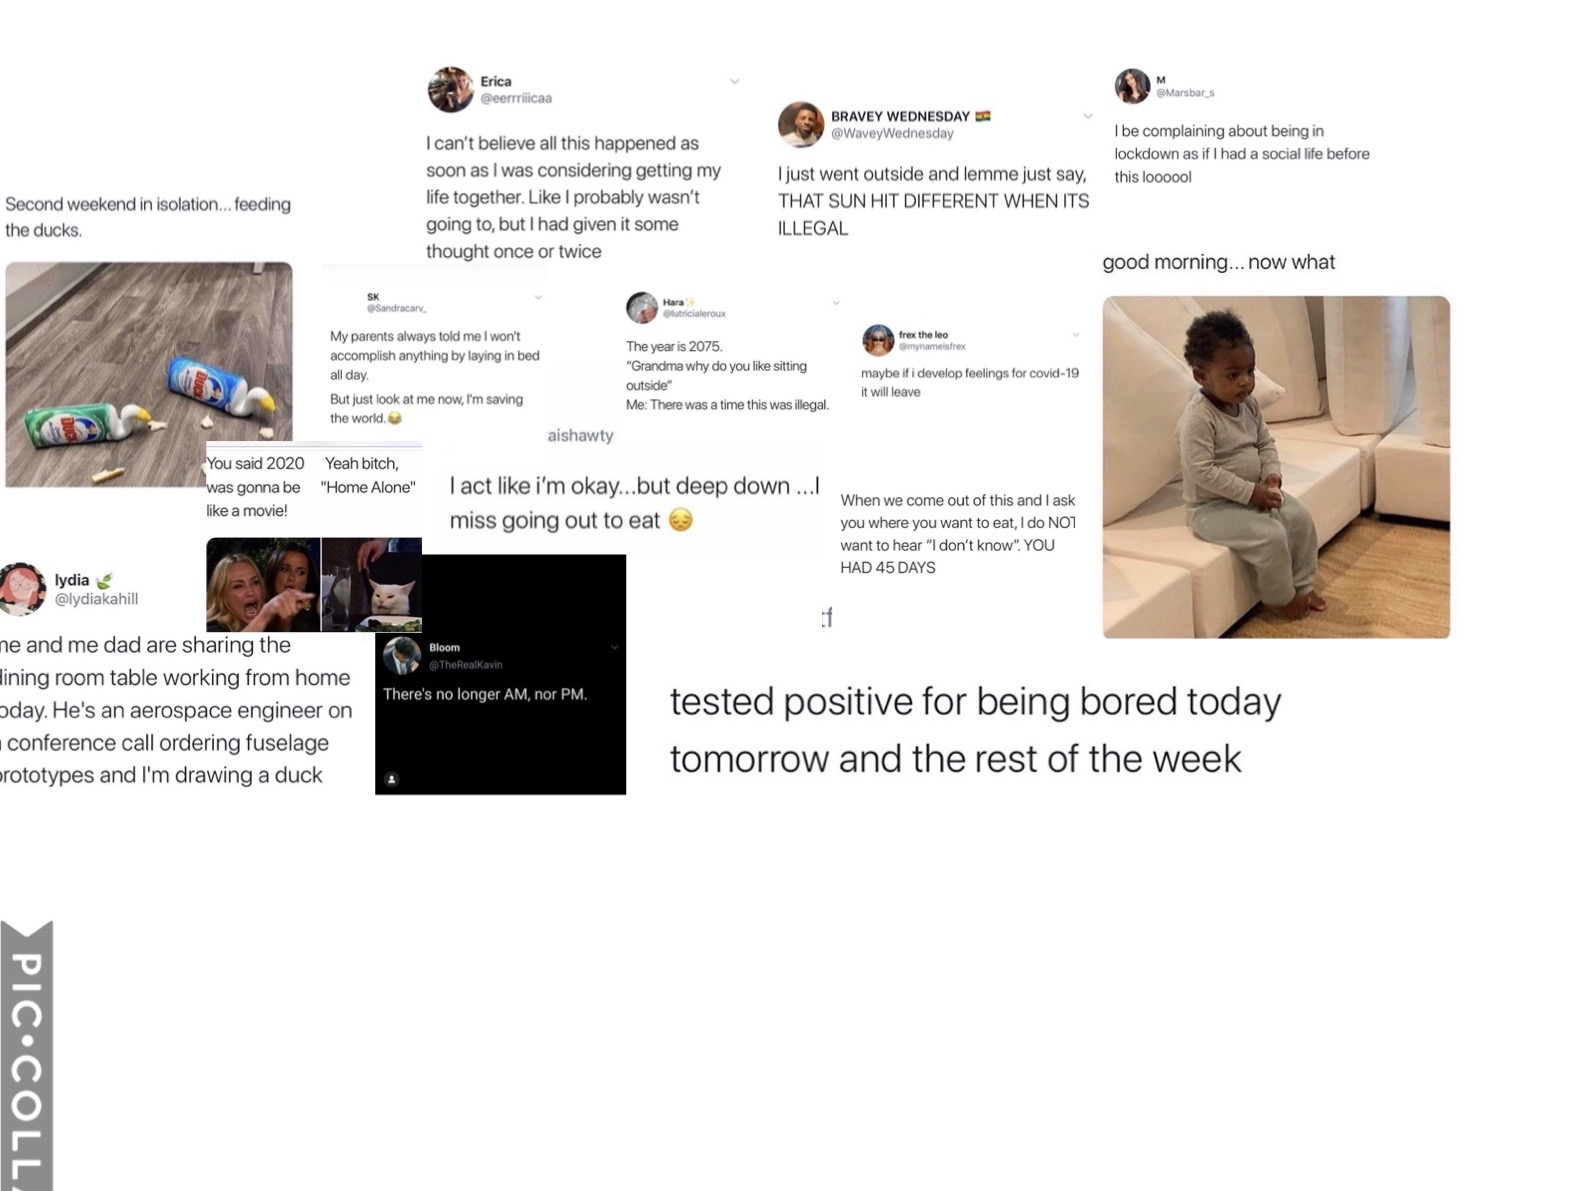 Erica
@eerrriiicaa
I can't believe all this happened as
soon as I was considering getting my
life together. Like I probably wasn't
going to, but I had given it some
thought once or twice
BRAVEY WEDNESDAY 🇬🇭
@WaveyWednesday
I just went outside and lemme just say,
THAT SUN HIT DIFFERENT WHEN ITS
ILLEGAL
M
@Marsbar_s
I be complaining about being in
lockdown as if I had a social life before
this loooool
Second weekend in isolation... feeding
the ducks.
DUCK
DUCK
SK
@Sandracarv_
My parents always told me I won't
accomplish anything by laying in bed
all day.
But just look at me now, I'm saving
the world.😂
Hara✨
@lutricialeroux
The year is 2075.
"Grandma why do you like sitting
outside"
Me: There was a time this was illegal.
frex the leo
@mynameisfrex
maybe if i develop feelings for covid-19
it will leave
good morning... now what
aishawty
I act like i'm okay...but deep down ...I
miss going out to eat 😔
You said 2020
was gonna be
like a movie!
Yeah bitch,
"Home Alone"
When we come out of this and I ask
you where you want to eat, I do NOT
want to hear "I don't know". YOU
HAD 45 DAYS
lydia 🌿
@lydiakahill
me and me dad are sharing the
dining room table working from home
today. He's an aerospace engineer on
a conference call ordering fuselage
prototypes and I'm drawing a duck
Bloom
@TheRealKavin
There's no longer AM, nor PM.
tested positive for being bored today
tomorrow and the rest of the week
PIC•COLL